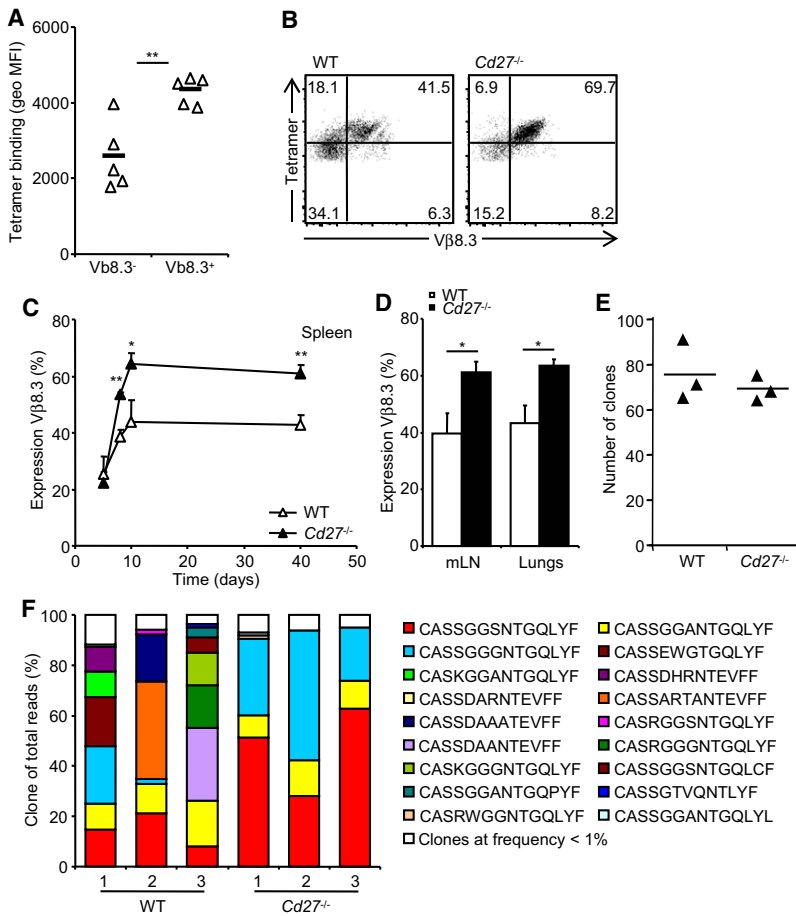 A
6000
4000
2000
0
Tetramer binding (geo MFI)
**
Vb8.3-
Vb8.3+
B
WT
Cd27-/-
18.1
41.5
34.1
6.3
6.9
69.7
15.2
8.2
Tetramer
Vβ8.3
C
80
60
40
20
0
Expression Vβ8.3 (%)
Spleen
**
*
**
WT
Cd27-/-
0
10
20
30
40
50
Time (days)
D
WT
Cd27-/-
80
60
40
20
0
Expression Vβ8.3 (%)
*
*
mLN
Lungs
E
100
80
60
40
20
0
Number of clones
WT
Cd27-/-
F
100
80
60
40
20
0
Clone of total reads (%)
1
2
3
1
2
3
WT
Cd27-/-
CASSGGSNTGQLYF
CASSGGANTGQLYF
CASSGGGNTGQLYF
CASSEWGTGQLYF
CASKGGANTGQLYF
CASSDHRNTEVFF
CASSDARNTEVFF
CASSARTANTEVFF
CASSDAAATEVFF
CASRGGSNTGQLYF
CASSDAANTEVFF
CASRGGGNTGQLYF
CASKGGGNTGQLYF
CASSGGSNTGQLCF
CASSGGANTGQPYF
CASSGTVQNTLYF
CASRWGGNTGQLYF
CASSGGANTGQLYL
Clones at frequency < 1%